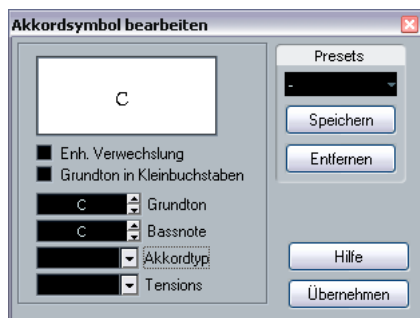 Akkordsymbol bearbeiten
C
Enh. Verwechslung
Grundton in Kleinbuchstaben
C Grundton
C Bassnote
Akkordtyp
Tensions
Presets
-
Speichern
Entfernen
Hilfe
Übernehmen